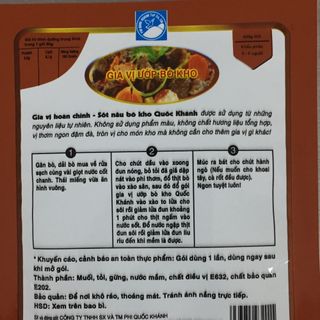 GIA VỊ ƯỚP BÒ KHO
Gia vị hoàn chỉnh - Sốt nấu bò kho Quốc Khánh được sử dụng từ những
nguyên liệu tự nhiên. Không sử dụng phẩm màu, không chất hương liệu tổng hợp,
vị thơm ngon đậm đà, tròn vị cho món kho mà không cần cho thêm gia vị gì khác!
1
Gân bò, dải bò mua về rửa
sạch cùng vài giọt nước cốt
chanh. Thái miếng vừa ăn
hình vuông.
2
Cho chút dầu vào xoong
đun nóng, bỏ tỏi đã giã dập
nát vào phi thơm, đổ thịt bò
vào xào săn, sau đó đổ gói
gia vị ướp bò kho Quốc
Khánh vào xào to lửa cho
sôi rồi giảm lửa đun khoảng
1 phút cho thịt ngấm vào
nước sốt. Đổ nước ngập thịt
đun sôi rồi giảm lửa đun liu
riu đến khi mềm là được.
3
Múc ra bát cho chút hành
ngò (Nếu muốn cho khoai
tây, cà rốt đều được).
Ngon tuyệt luôn!
* Khuyến cáo, cảnh báo an toàn thực phẩm: Gói dùng 1 lần, dùng ngay sau
khi mở gói.
Thành phần: Muối, tỏi, gừng, nước mắm, chất điều vị E632, chất bảo quản
E202.
Bảo quản: Để nơi khô ráo, thoáng mát. Tránh ánh nắng trực tiếp.
HSD: Xem trên bao bì.
CÔNG TY TNHH SX VÀ TM PHI QUỐC KHÁNH